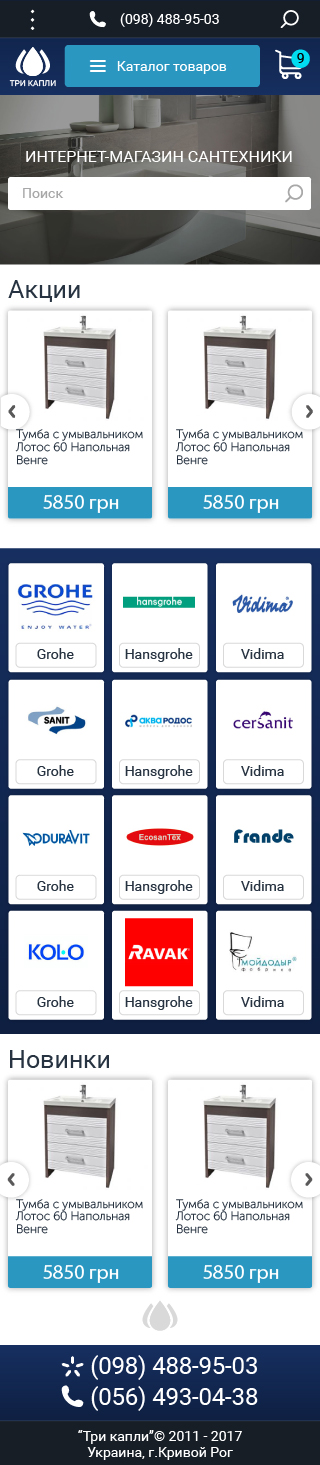 (098) 488-95-03
ТРИ КАПЛИ
Каталог товаров
9
ИНТЕРНЕТ-МАГАЗИН САНТЕХНИКИ
Поиск
Акции
Тумба с умывальником
Лотос 60 Напольная
Венге
5850 грн
Тумба с умывальником
Лотос 60 Напольная
Венге
5850 грн
GROHE
ENJOY WATER®
Grohe
hansgrohe
Hansgrohe
Vidima
Vidima
SANIT
Grohe
аква РОДОС
Hansgrohe
cersanit
Vidima
DURAVIT
Grohe
EcosanTex
Hansgrohe
Frande
Vidima
KOLO
Grohe
RAVAK
Hansgrohe
МОЙДОДЫР®
Фабрика
Vidima
Новинки
Тумба с умывальником
Лотос 60 Напольная
Венге
5850 грн
Тумба с умывальником
Лотос 60 Напольная
Венге
5850 грн
(098) 488-95-03
(056) 493-04-38
“Три капли”© 2011 - 2017
Украина, г.Кривой Рог